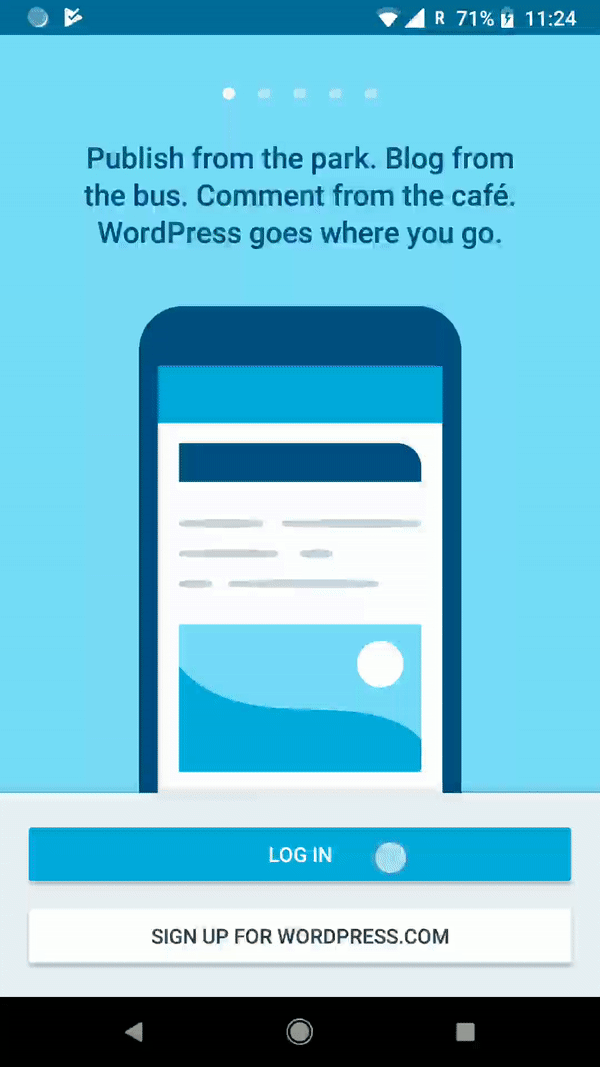 R 71% 11:24
Publish from the park. Blog from
the bus. Comment from the café.
WordPress goes where you go.
LOG IN
SIGN UP FOR WORDPRESS.COM